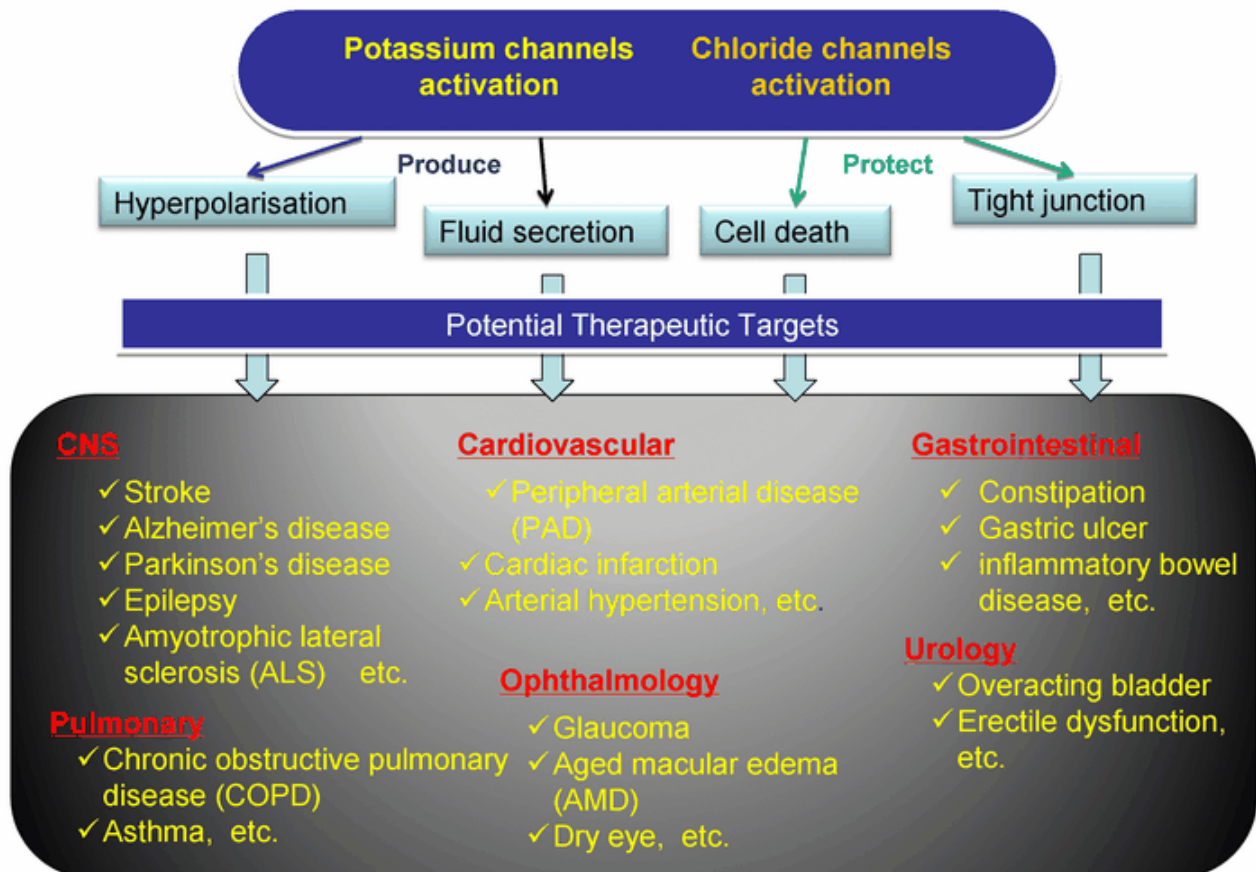 Potassium channels
activation
Chloride channels
activation
Produce
Protect
Hyperpolarisation
Fluid secretion
Cell death
Tight junction
Potential Therapeutic Targets
CNS
✓ Stroke
✓ Alzheimer's disease
✓ Parkinson's disease
✓ Epilepsy
✓ Amyotrophic lateral
sclerosis (ALS) etc.
Pulmonary
✓ Chronic obstructive pulmonary
disease (COPD)
✓ Asthma, etc.
Cardiovascular
✓ Peripheral arterial disease
(PAD)
✓ Cardiac infarction
✓ Arterial hypertension, etc.
Ophthalmology
✓ Glaucoma
✓ Aged macular edema
(AMD)
✓ Dry eye, etc.
Gastrointestinal
✓ Constipation
✓ Gastric ulcer
✓ inflammatory bowel
disease, etc.
Urology
✓ Overacting bladder
✓ Erectile dysfunction,
etc.